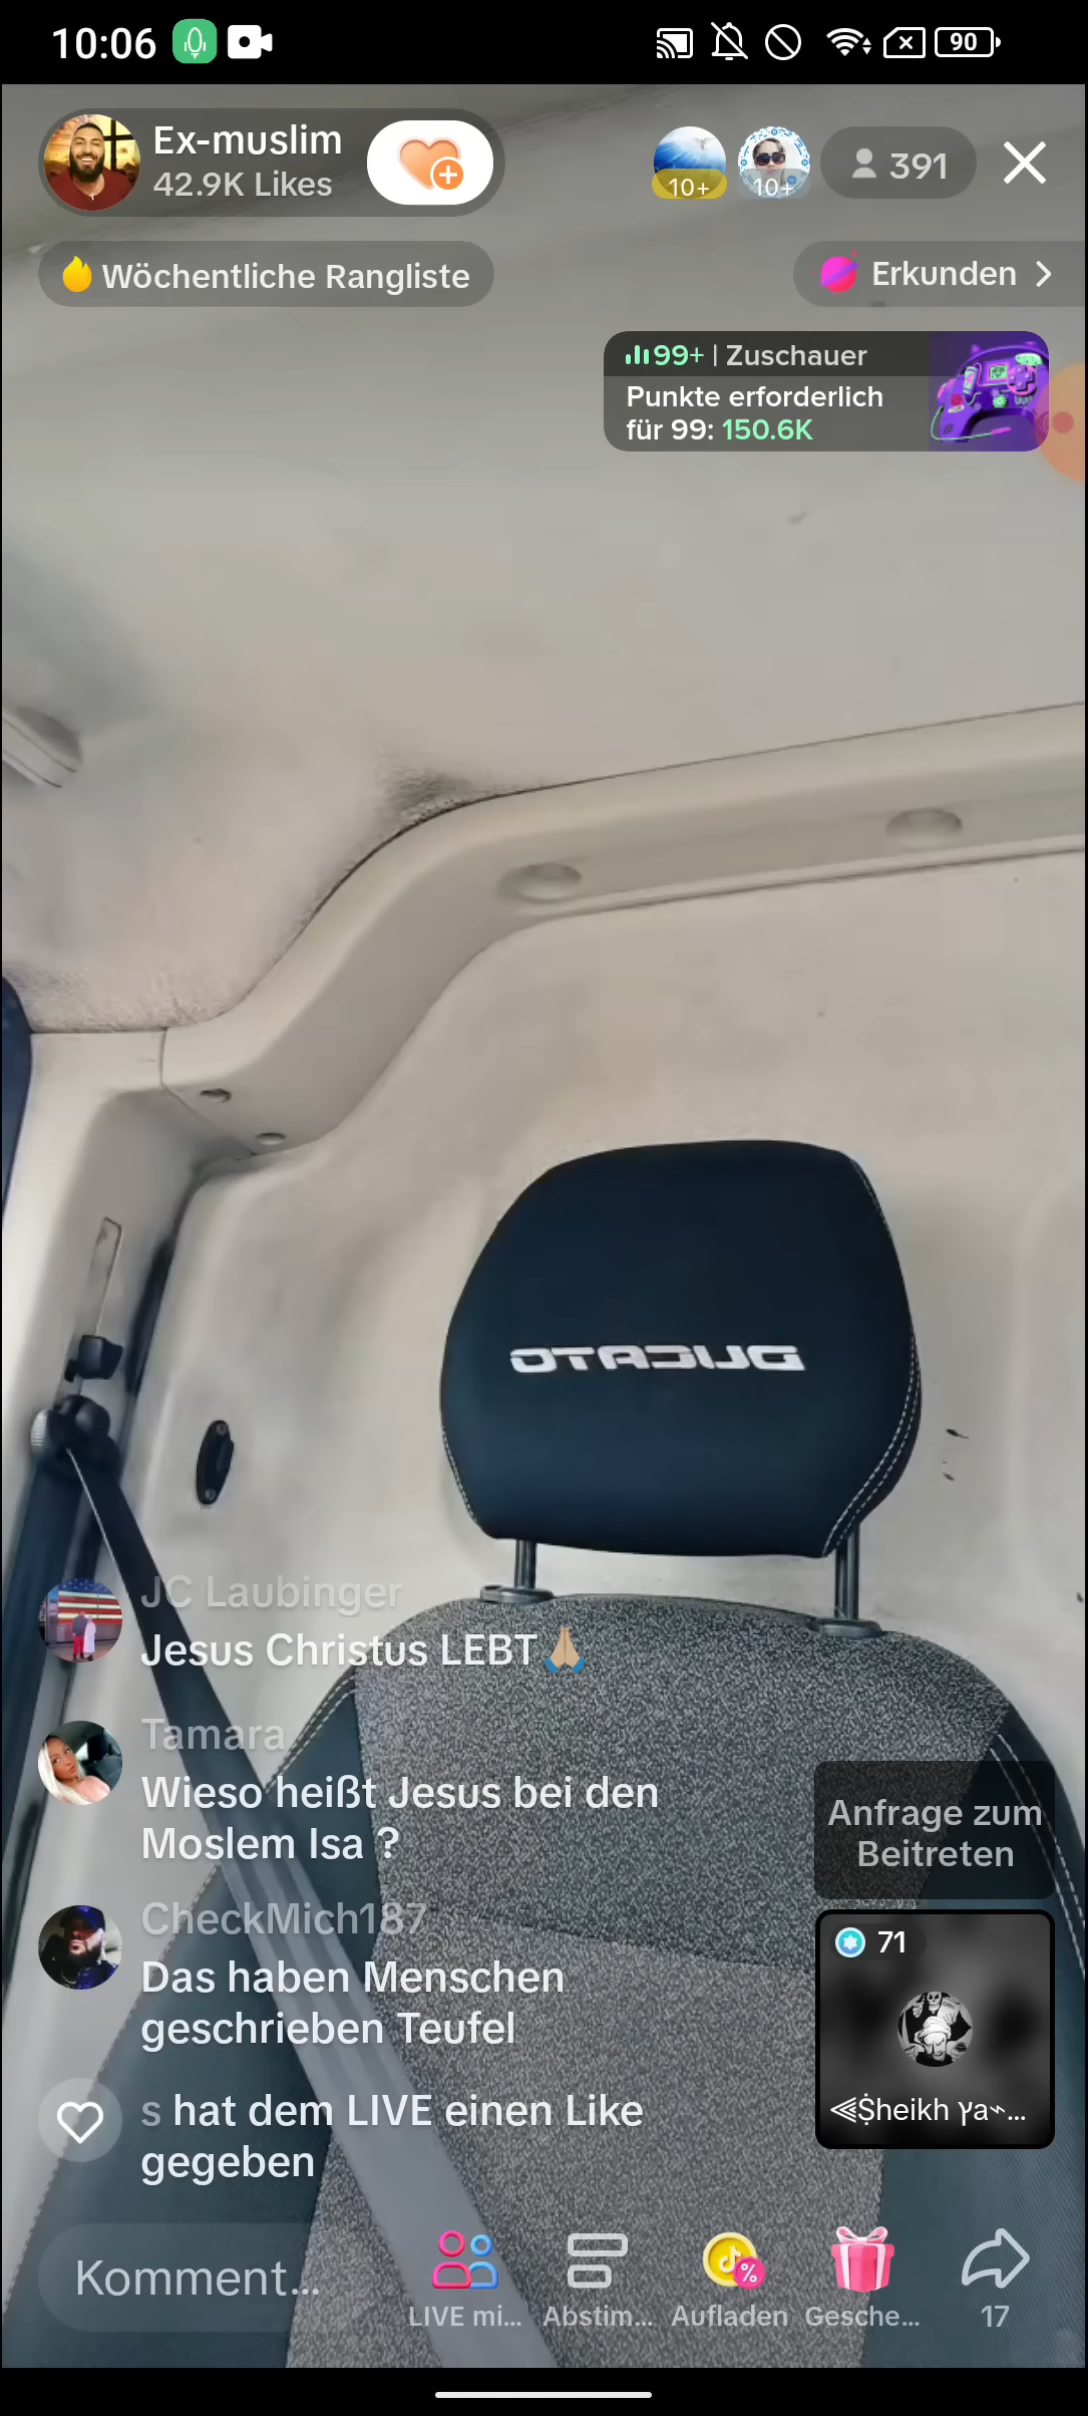 10:06
90
Ex-muslim
42.9K Likes
10+
10+
391
Wöchentliche Rangliste
Erkunden
99+ | Zuschauer
Punkte erforderlich
für 99: 150.6K
DUCATO
JC Laubinger
Jesus Christus LEBT🙏
Tamara
Wieso heißt Jesus bei den
Moslem Isa ?
CheckMich187
Das haben Menschen
geschrieben Teufel
s hat dem LIVE einen Like
gegeben
Anfrage zum
Beitreten
71
Komment...
LIVE mi...
Abstim...
Aufladen
Gesche...
17